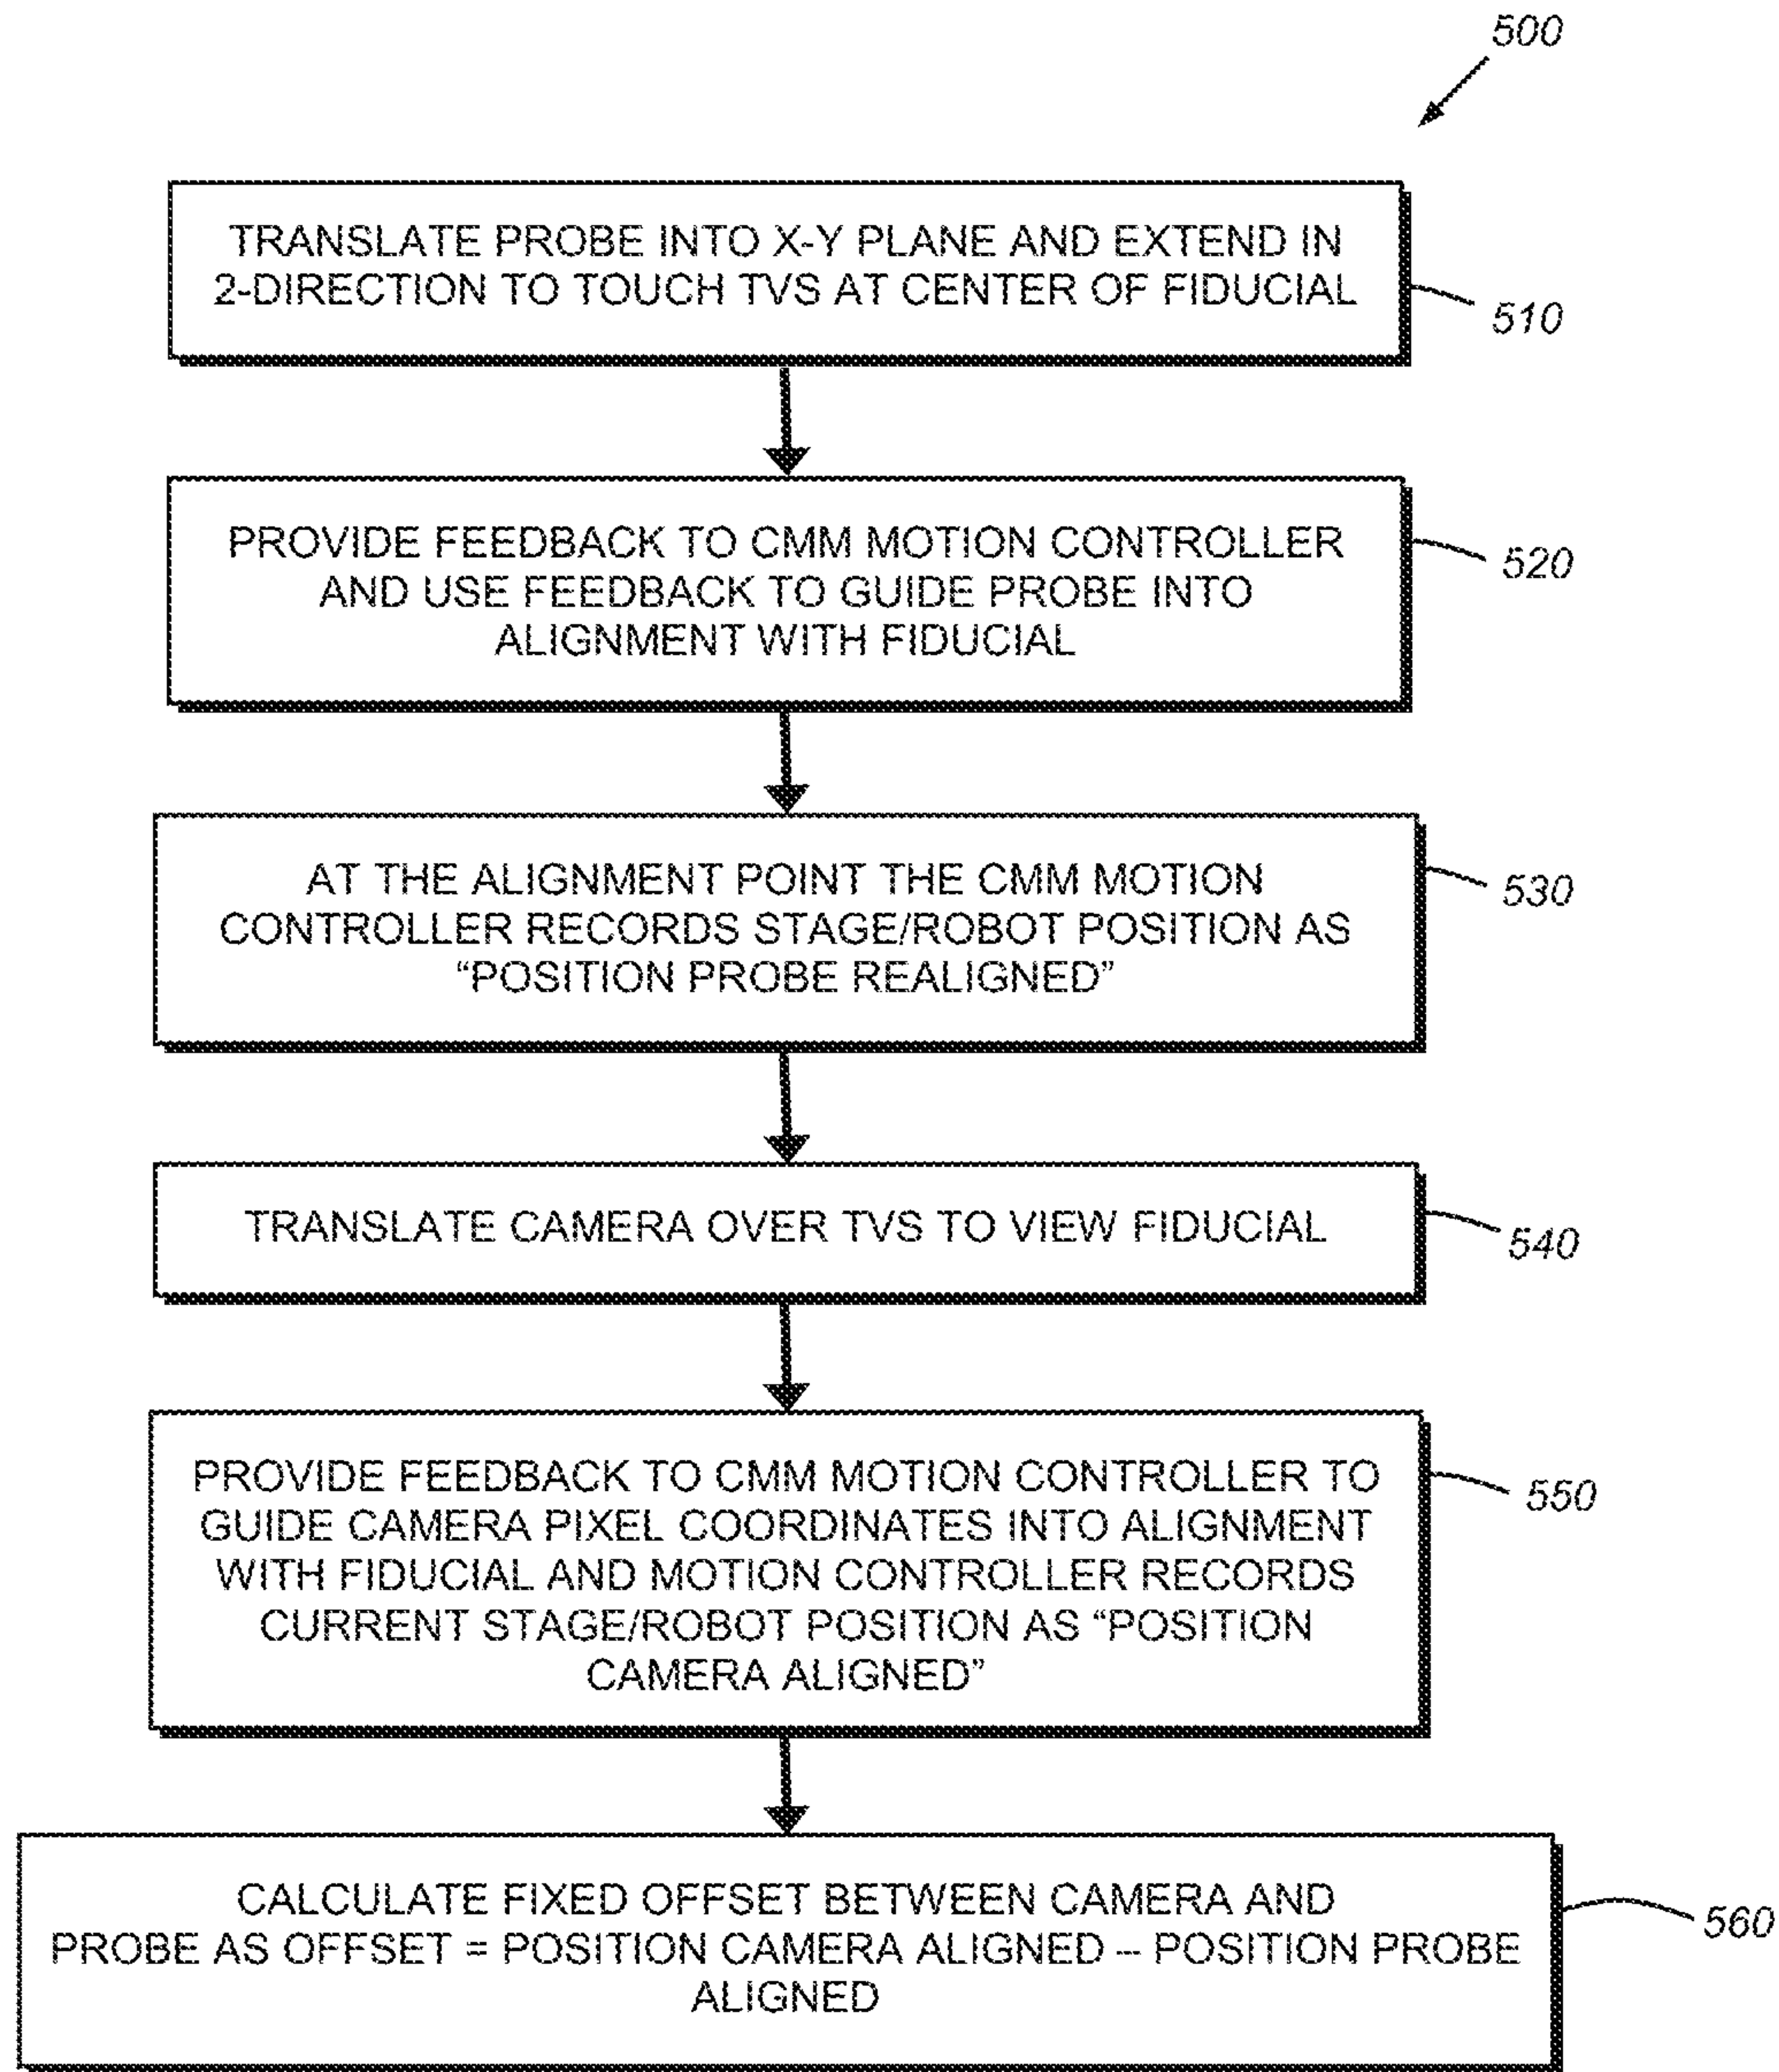 500
TRANSLATE PROBE INTO X-Y PLANE AND EXTEND IN
2-DIRECTION TO TOUCH TVS AT CENTER OF FIDUCIAL
510
PROVIDE FEEDBACK TO CMM MOTION CONTROLLER
AND USE FEEDBACK TO GUIDE PROBE INTO
ALIGNMENT WITH FIDUCIAL
520
AT THE ALIGNMENT POINT THE CMM MOTION
CONTROLLER RECORDS STAGE/ROBOT POSITION AS
“POSITION PROBE REALIGNED”
530
TRANSLATE CAMERA OVER TVS TO VIEW FIDUCIAL
540
PROVIDE FEEDBACK TO CMM MOTION CONTROLLER TO
GUIDE CAMERA PIXEL COORDINATES INTO ALIGNMENT
WITH FIDUCIAL AND MOTION CONTROLLER RECORDS
CURRENT STAGE/ROBOT POSITION AS “POSITION
CAMERA ALIGNED”
550
CALCULATE FIXED OFFSET BETWEEN CAMERA AND
PROBE AS OFFSET = POSITION CAMERA ALIGNED – POSITION PROBE
ALIGNED
560